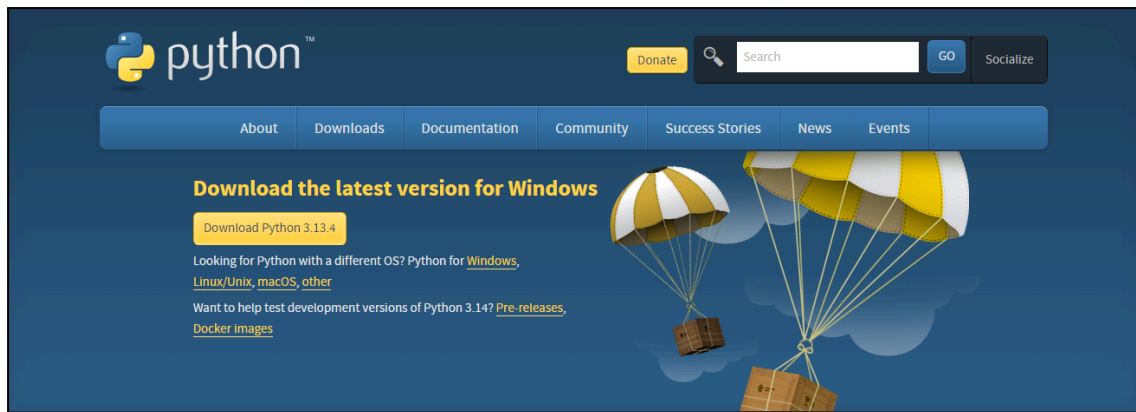 python™
Donate
Search
GO
Socialize
About Downloads Documentation Community Success Stories News Events
Download the latest version for Windows
Download Python 3.13.4
Looking for Python with a different OS? Python for Windows,
Linux/Unix, macOS, other
Want to help test development versions of Python 3.14? Pre-releases,
Docker images